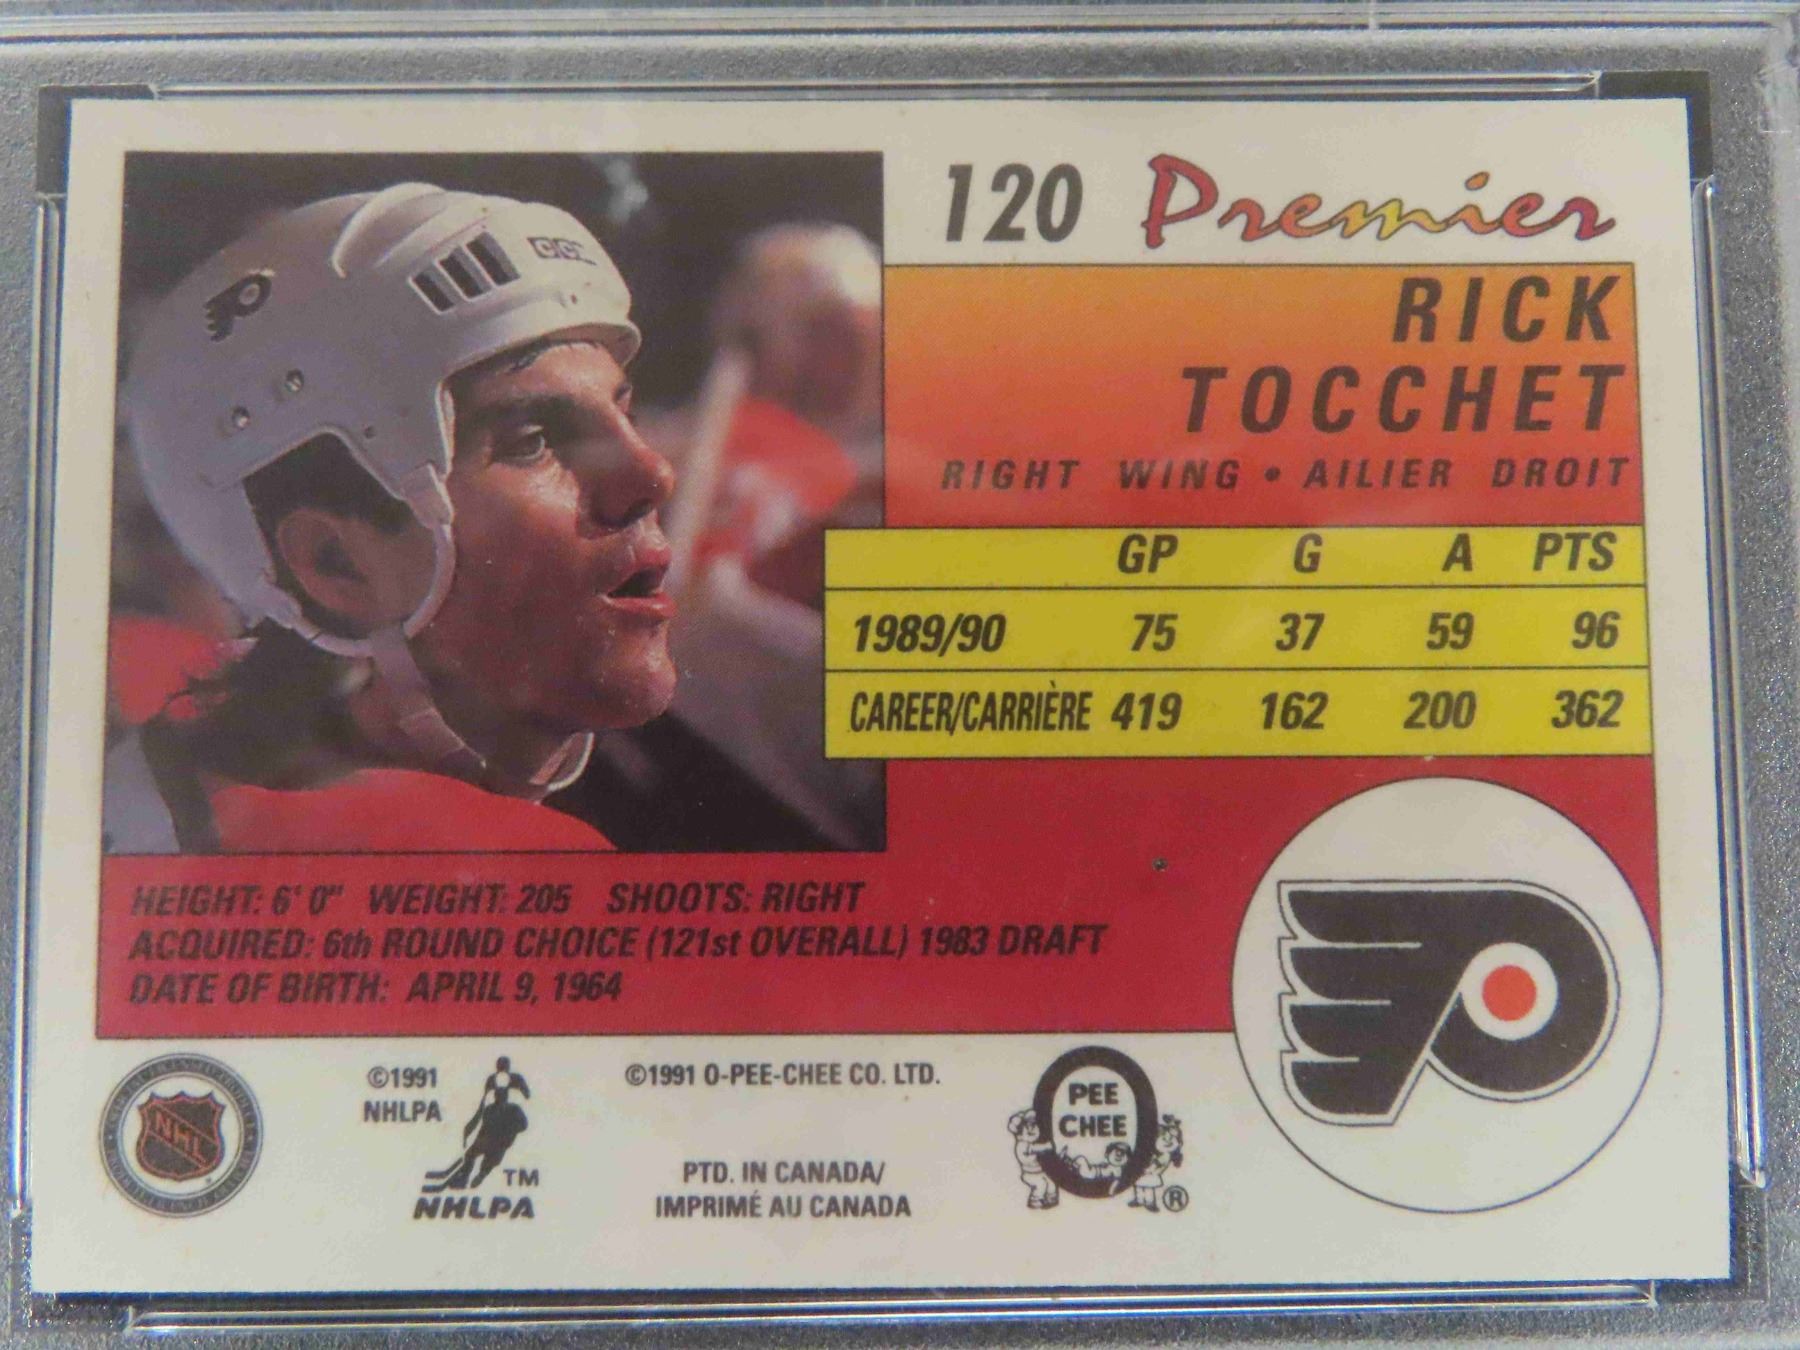 120 Premier
RICK
TOCCHET
RIGHT WING • AILIER DROIT
GP G A PTS
1989/90 75 37 59 96
CAREER/CARRIÈRE 419 162 200 362
HEIGHT: 6' 0" WEIGHT: 205 SHOOTS: RIGHT
ACQUIRED: 6th ROUND CHOICE (121st OVERALL) 1983 DRAFT
DATE OF BIRTH: APRIL 9, 1964
NHL
©1991
NHLPA
TM
NHLPA
©1991 O-PEE-CHEE CO. LTD.
PTD. IN CANADA/
IMPRIMÉ AU CANADA
PEE
CHEE
®
CCM